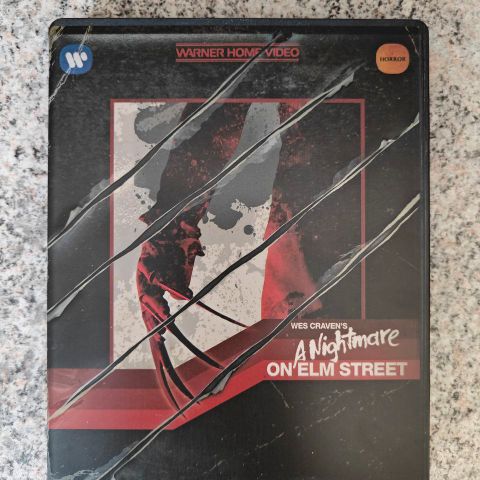 WARNER HOME VIDEO
HORROR
WES CRAVEN'S
A Nightmare
ON ELM STREET